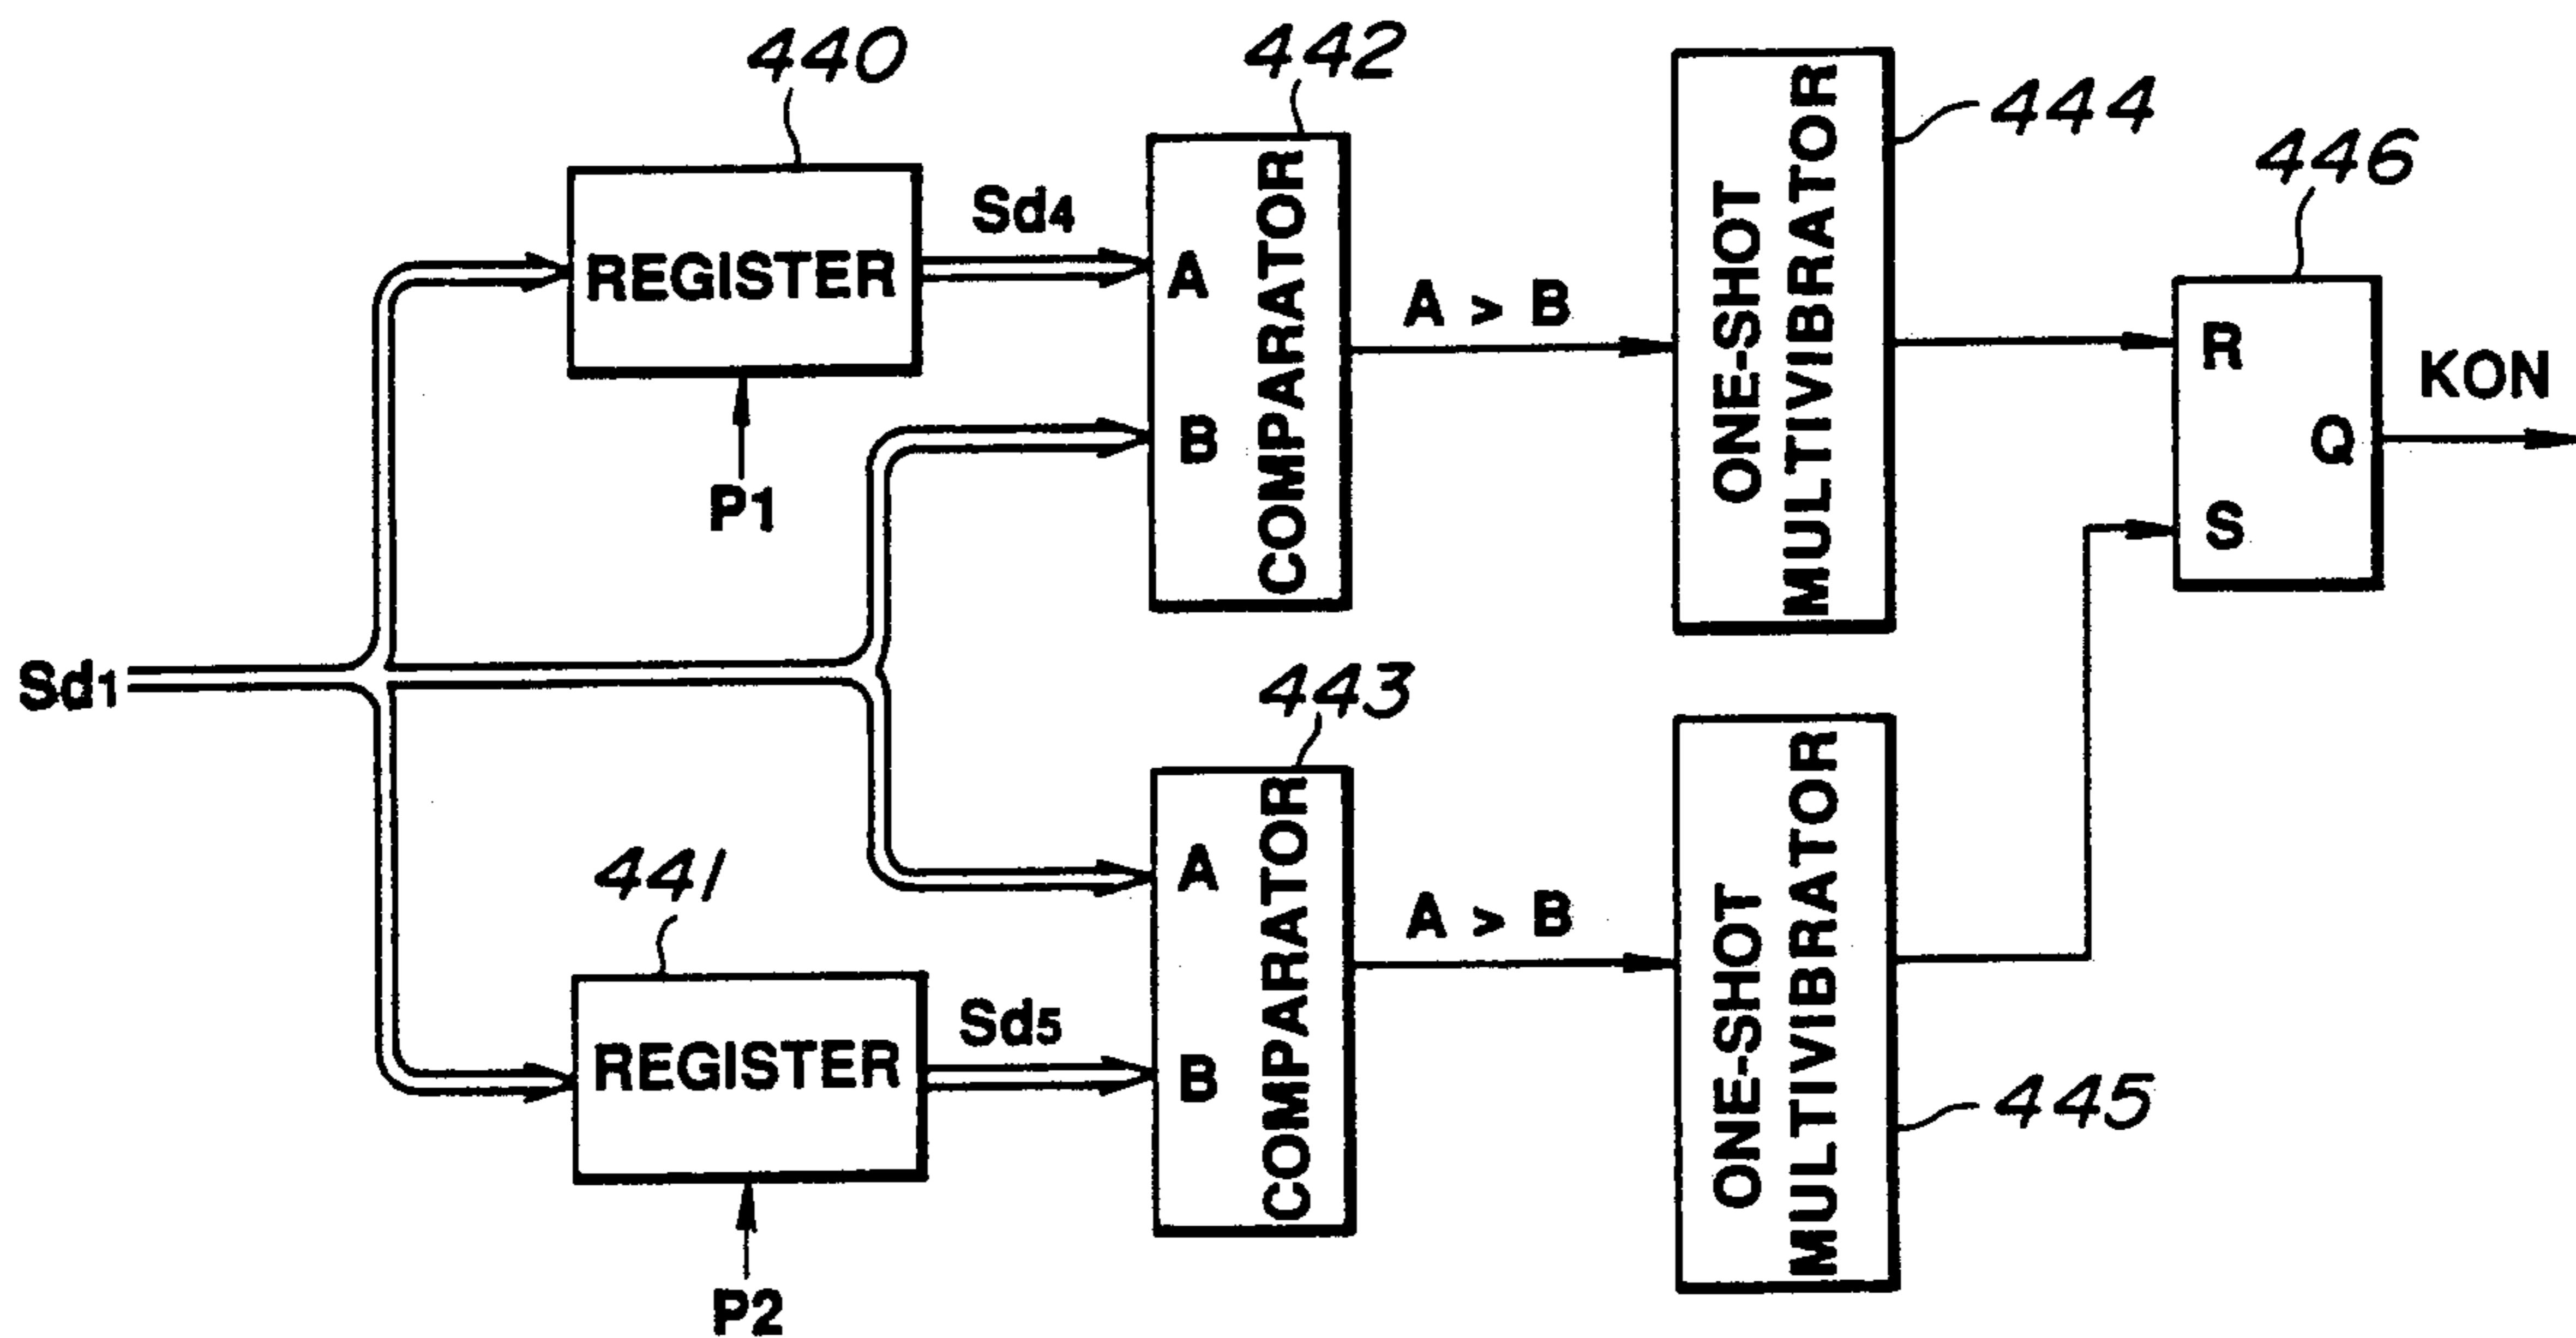 440
442
444
446
REGISTER
Sd4
A
B
COMPARATOR
A > B
ONE-SHOT
MULTIVIBRATOR
R
S
Q
KON
P1
Sd1
443
441
REGISTER
Sd5
A
B
COMPARATOR
A > B
ONE-SHOT
MULTIVIBRATOR
445
P2